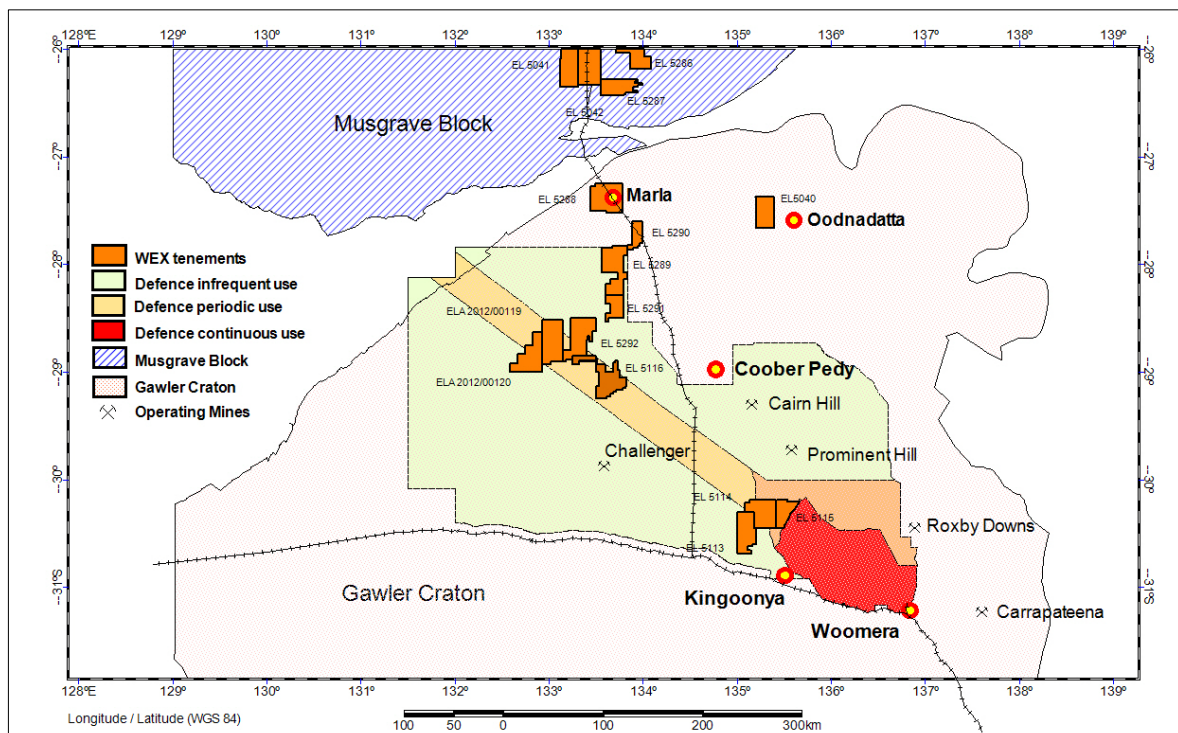 128°E 129° 130° 131° 132° 133° 134° 135° 136° 137° 138° 139°
EL 5041
EL 5286
EL 5287
EL 5042
Musgrave Block
EL 5288
Marla
EL5040
Oodnadatta
EL 5290
EL 5289
WEX tenements
Defence infrequent use
Defence periodic use
Defence continuous use
Musgrave Block
Gawler Craton
Operating Mines
ELA 2012/00119
EL 5291
EL 5292
EL 5116
ELA 2012/00120
Coober Pedy
Cairn Hill
Challenger
Prominent Hill
EL 5114
EL 5115
EL 5113
Roxby Downs
Kingoonya
Gawler Craton
Woomera
Carrapateena
-26°
-27°
-28°
-29°
-30°
-31°S
-26°
-27°
-28°
-29°
-30°
-31°S
128°E 129° 130° 131° 132° 133° 134° 135° 136° 137° 138° 139°
Longitude / Latitude (WGS 84)
100 50 0 100 200 300km